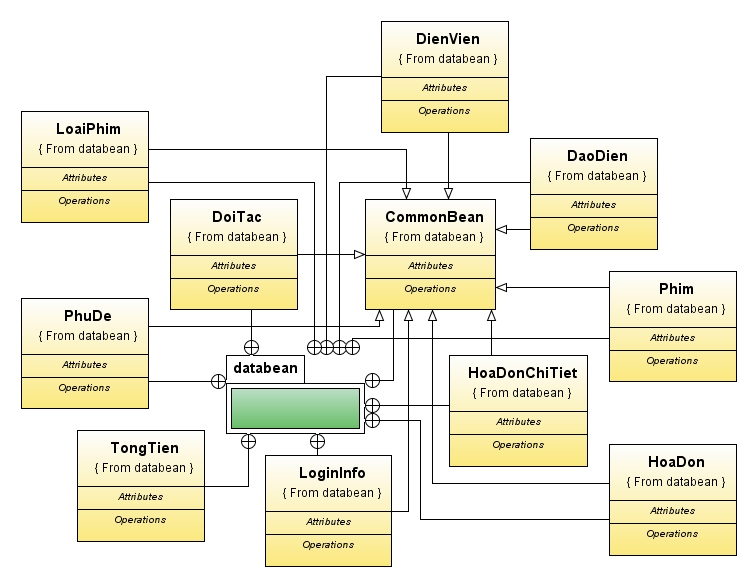 DienVien
{ From databean }
Attributes
Operations
LoaiPhim
{ From databean }
Attributes
Operations
DaoDien
{ From databean }
Attributes
Operations
DoiTac
{ From databean }
Attributes
Operations
CommonBean
{ From databean }
Attributes
Operations
Phim
{ From databean }
Attributes
Operations
PhuDe
{ From databean }
Attributes
Operations
databean
HoaDonChiTiet
{ From databean }
Attributes
Operations
TongTien
{ From databean }
Attributes
Operations
LoginInfo
{ From databean }
Attributes
Operations
HoaDon
{ From databean }
Attributes
Operations